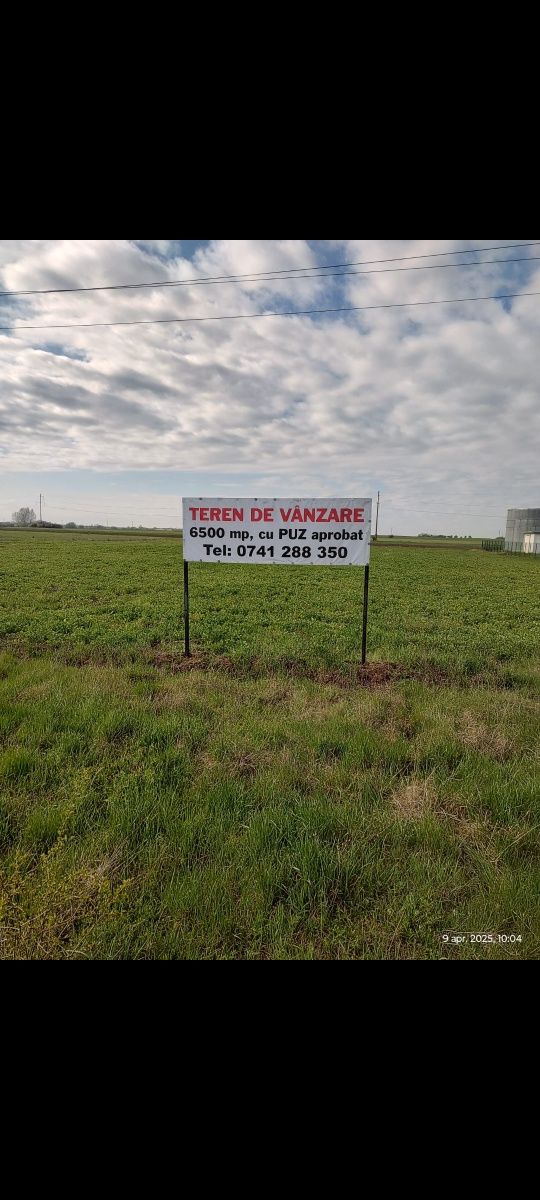 TEREN DE VÂNZARE
6500 mp, cu PUZ aprobat
Tel: 0741 288 350
9 apr. 2025, 10:04